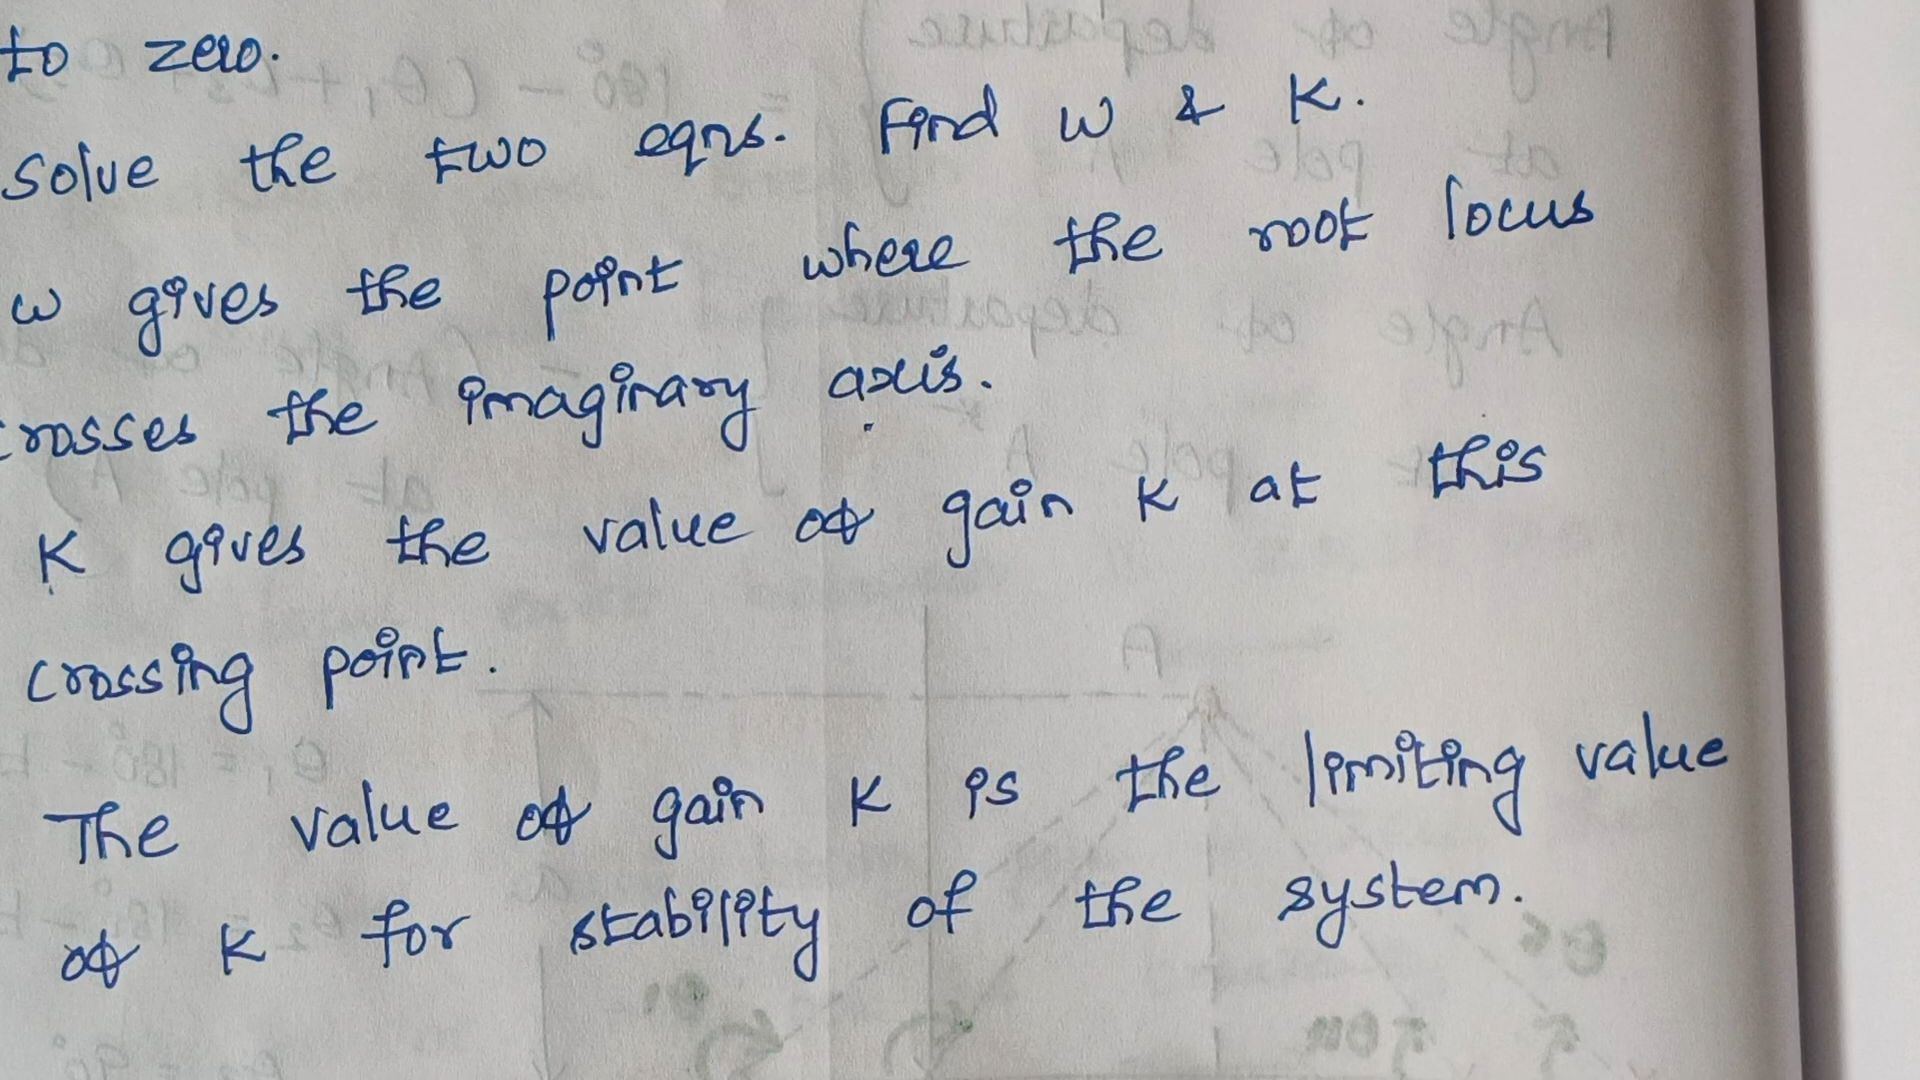 to zero.
Solve the two eqns. Find w & K.
w gives the point where the root locus
crosses the imaginary axis.
K gives the value of gain K at this
crossing point.
The value of gain K is the limiting value
of K for stability of the system.